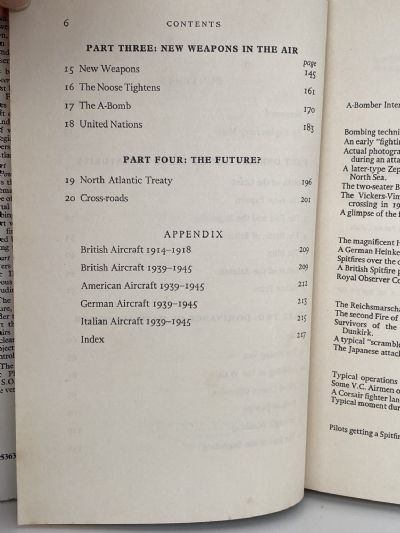 6 CONTENTS
PART THREE: NEW WEAPONS IN THE AIR
page
15 New Weapons 145
16 The Noose Tightens 161
17 The A-Bomb 170
18 United Nations 183
PART FOUR: THE FUTURE?
19 North Atlantic Treaty 196
20 Cross-roads 201
APPENDIX
British Aircraft 1914-1918 209
British Aircraft 1939-1945 209
American Aircraft 1939-1945 212
German Aircraft 1939-1945 213
Italian Aircraft 1939-1945 215
Index 217
A-Bomber Inter
Bombing techni
An early "fighti
Actual photogra
during an atta
A later-type Zep
North Sea.
The two-seater B
The Vickers-Vim
crossing in 19
A glimpse of the f
The magnificent H
A German Heinke
Spitfires over the c
A British Spitfire p
Royal Observer Co
The Reichsmarscha
The second Fire of
Survivors of the
Dunkirk.
A typical "scramble
The Japanese attack
Typical operations
Some V.C. Airmen o
A Corsair fighter lan
Typical moment dur
Pilots getting a Spitfi